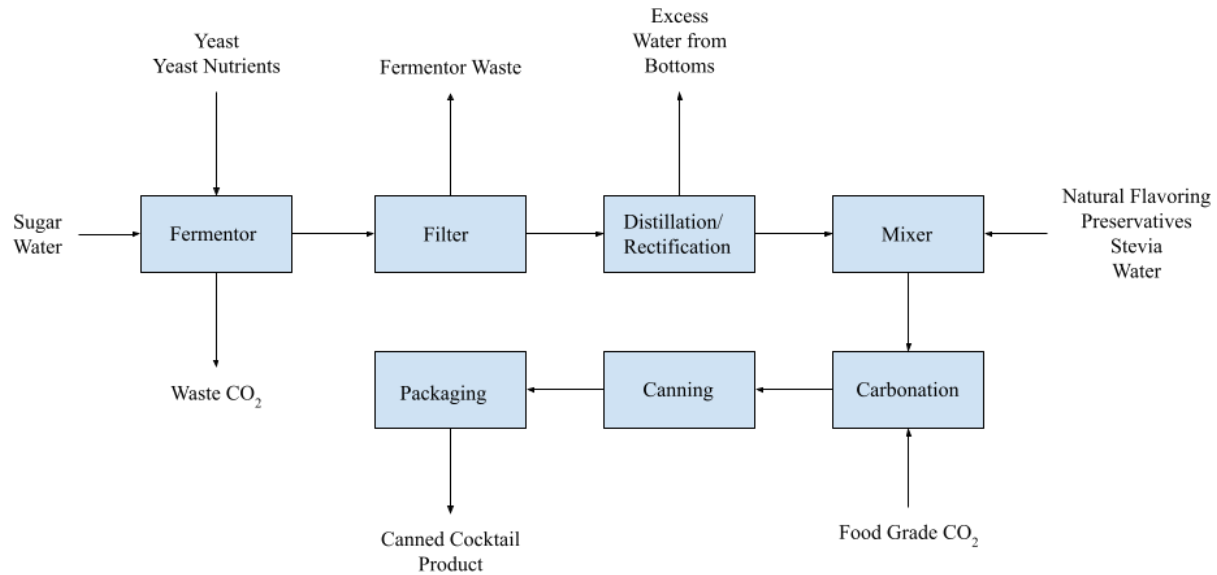 Yeast
Yeast Nutrients
Fermentor Waste
Excess
Water from
Bottoms
Sugar
Water
Fermentor
Filter
Distillation/
Rectification
Mixer
Natural Flavoring
Preservatives
Stevia
Water
Waste CO₂
Packaging
Canning
Carbonation
Canned Cocktail
Product
Food Grade CO₂